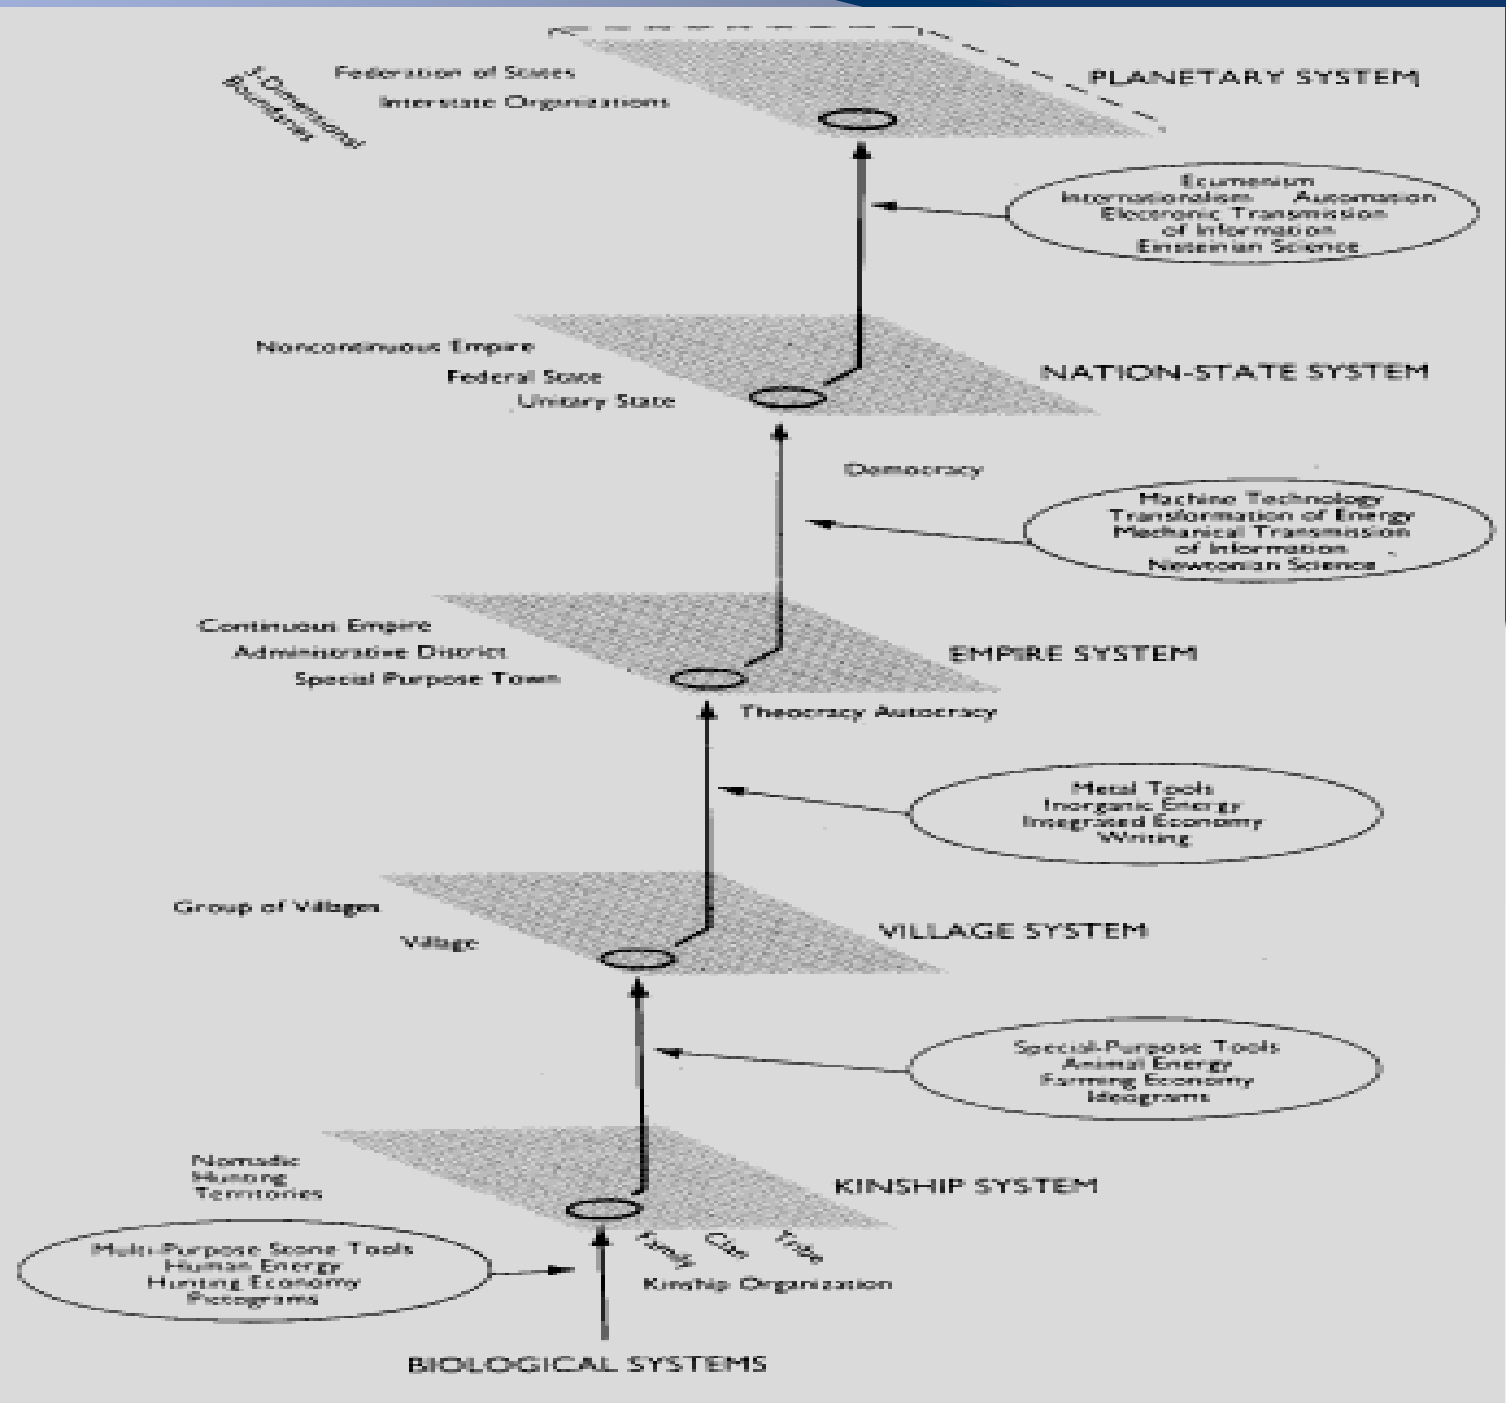 Federation of States
Interstate Organizations
-Dimensional
Boundaries
PLANETARY SYSTEM
Ecumenism
Internationalism Automation
Electronic Transmission
of Information
Einsteinian Science
Noncontinuous Empire
Federal State
Unitary State
NATION-STATE SYSTEM
Democracy
Machine Technology
Transformation of Energy
Mechanical Transmission
of Information
Newtonian Science
Continuous Empire
Administrative District
Special Purpose Town
EMPIRE SYSTEM
Theocracy Autocracy
Metal Tools
Inorganic Energy
Integrated Economy
Writing
Group of Villages
Village
VILLAGE SYSTEM
Special-Purpose Tools
Animal Energy
Farming Economy
Ideograms
Nomadic
Hunting
Territories
KINSHIP SYSTEM
Multi-Purpose Stone Tools
Human Energy
Hunting Economy
Pictograms
Family Clan Tribe
Kinship Organization
BIOLOGICAL SYSTEMS